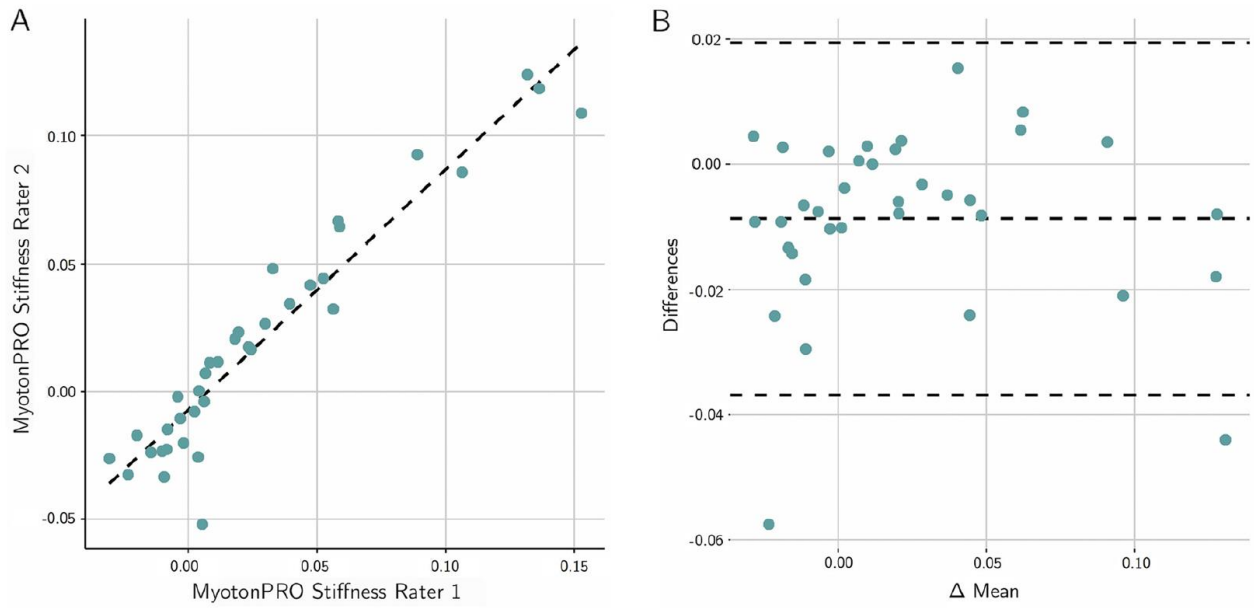 A
MyotonPRO Stiffness Rater 2
0.10
0.05
0.00
-0.05
0.00
0.05
0.10
0.15
MyotonPRO Stiffness Rater 1
B
Differences
0.02
0.00
-0.02
-0.04
-0.06
0.00
0.05
0.10
Δ Mean